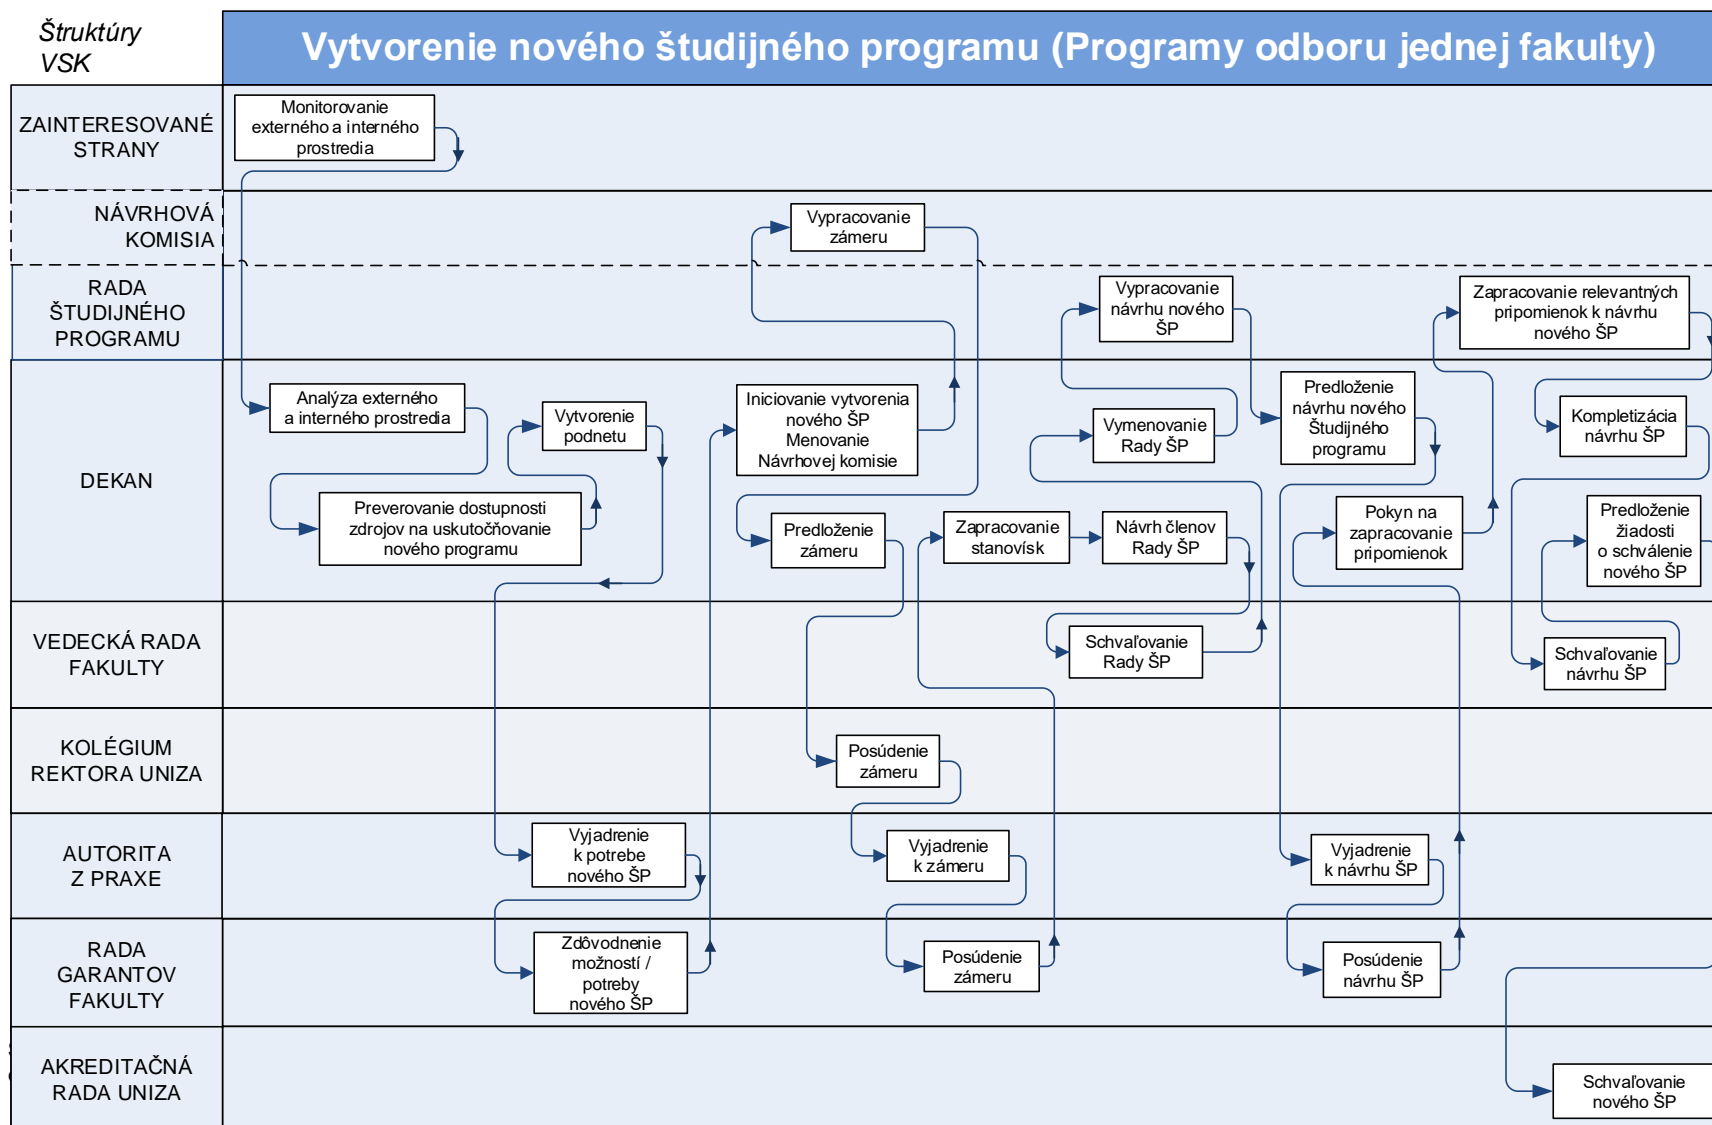 Štruktúry
VSK
Vytvorenie nového študijného programu (Programy odboru jednej fakulty)
ZAINTERESOVANÉ
STRANY
Monitorovanie
externého a interného
prostredia
NÁVRHOVÁ
KOMISIA
Vypracovanie
zámeru
RADA
ŠTUDIJNÉHO
PROGRAMU
Vypracovanie
návrhu nového
ŠP
Zapracovanie relevantných
pripomienok k návrhu
nového ŠP
DEKAN
Analýza externého
a interného prostredia
Preverovanie dostupnosti
zdrojov na uskutočňovanie
nového programu
Vytvorenie
podnetu
Iniciovanie vytvorenia
nového ŠP
Menovanie
Návrhovej komisie
Predloženie
zámeru
Zapracovanie
stanovísk
Návrh členov
Rady ŠP
Vymenovanie
Rady ŠP
Predloženie
návrhu nového
Študijného
programu
Pokyn na
zapracovanie
pripomienok
Kompletizácia
návrhu ŠP
Predloženie
žiadosti
o schválenie
nového ŠP
VEDECKÁ RADA
FAKULTY
Schvaľovanie
Rady ŠP
Schvaľovanie
návrhu ŠP
KOLÉGIUM
REKTORA UNIZA
Posúdenie
zámeru
AUTORITA
Z PRAXE
Vyjadrenie
k potrebe
nového ŠP
Vyjadrenie
k zámeru
Vyjadrenie
k návrhu ŠP
RADA
GARANTOV
FAKULTY
Zdôvodnenie
možností /
potreby
nového ŠP
Posúdenie
zámeru
Posúdenie
návrhu ŠP
AKREDITAČNÁ
RADA UNIZA
Schvaľovanie
nového ŠP